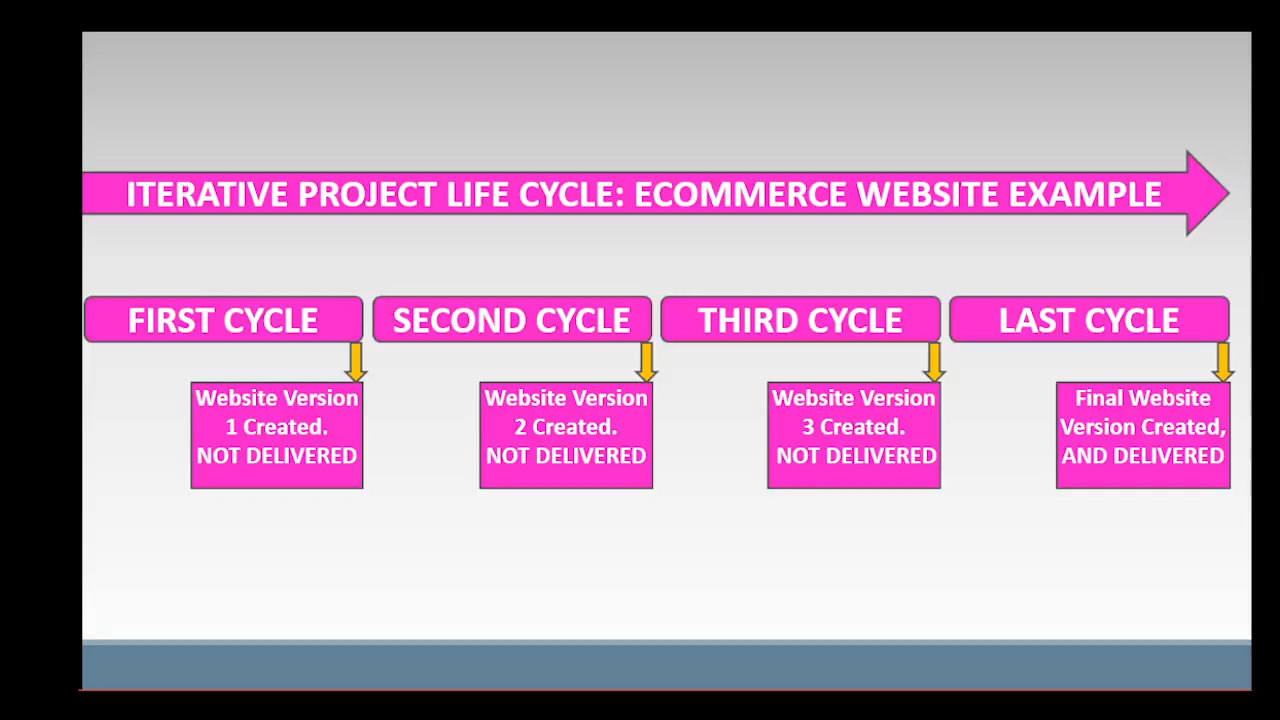 ITERATIVE PROJECT LIFE CYCLE: ECOMMERCE WEBSITE EXAMPLE
FIRST CYCLE
SECOND CYCLE
THIRD CYCLE
LAST CYCLE
Website Version
1 Created.
NOT DELIVERED
Website Version
2 Created.
NOT DELIVERED
Website Version
3 Created.
NOT DELIVERED
Final Website
Version Created,
AND DELIVERED